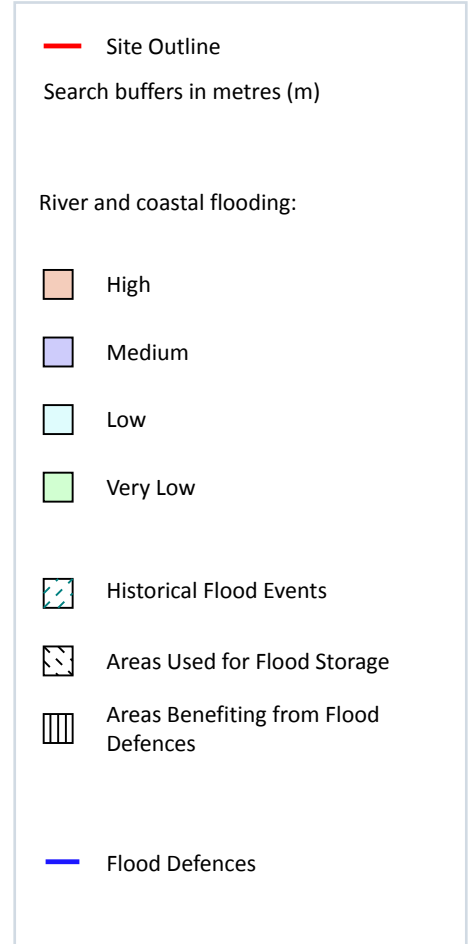 Site Outline
Search buffers in metres (m)
River and coastal flooding:
High
Medium
Low
Very Low
Historical Flood Events
Areas Used for Flood Storage
Areas Benefiting from Flood
Defences
Flood Defences